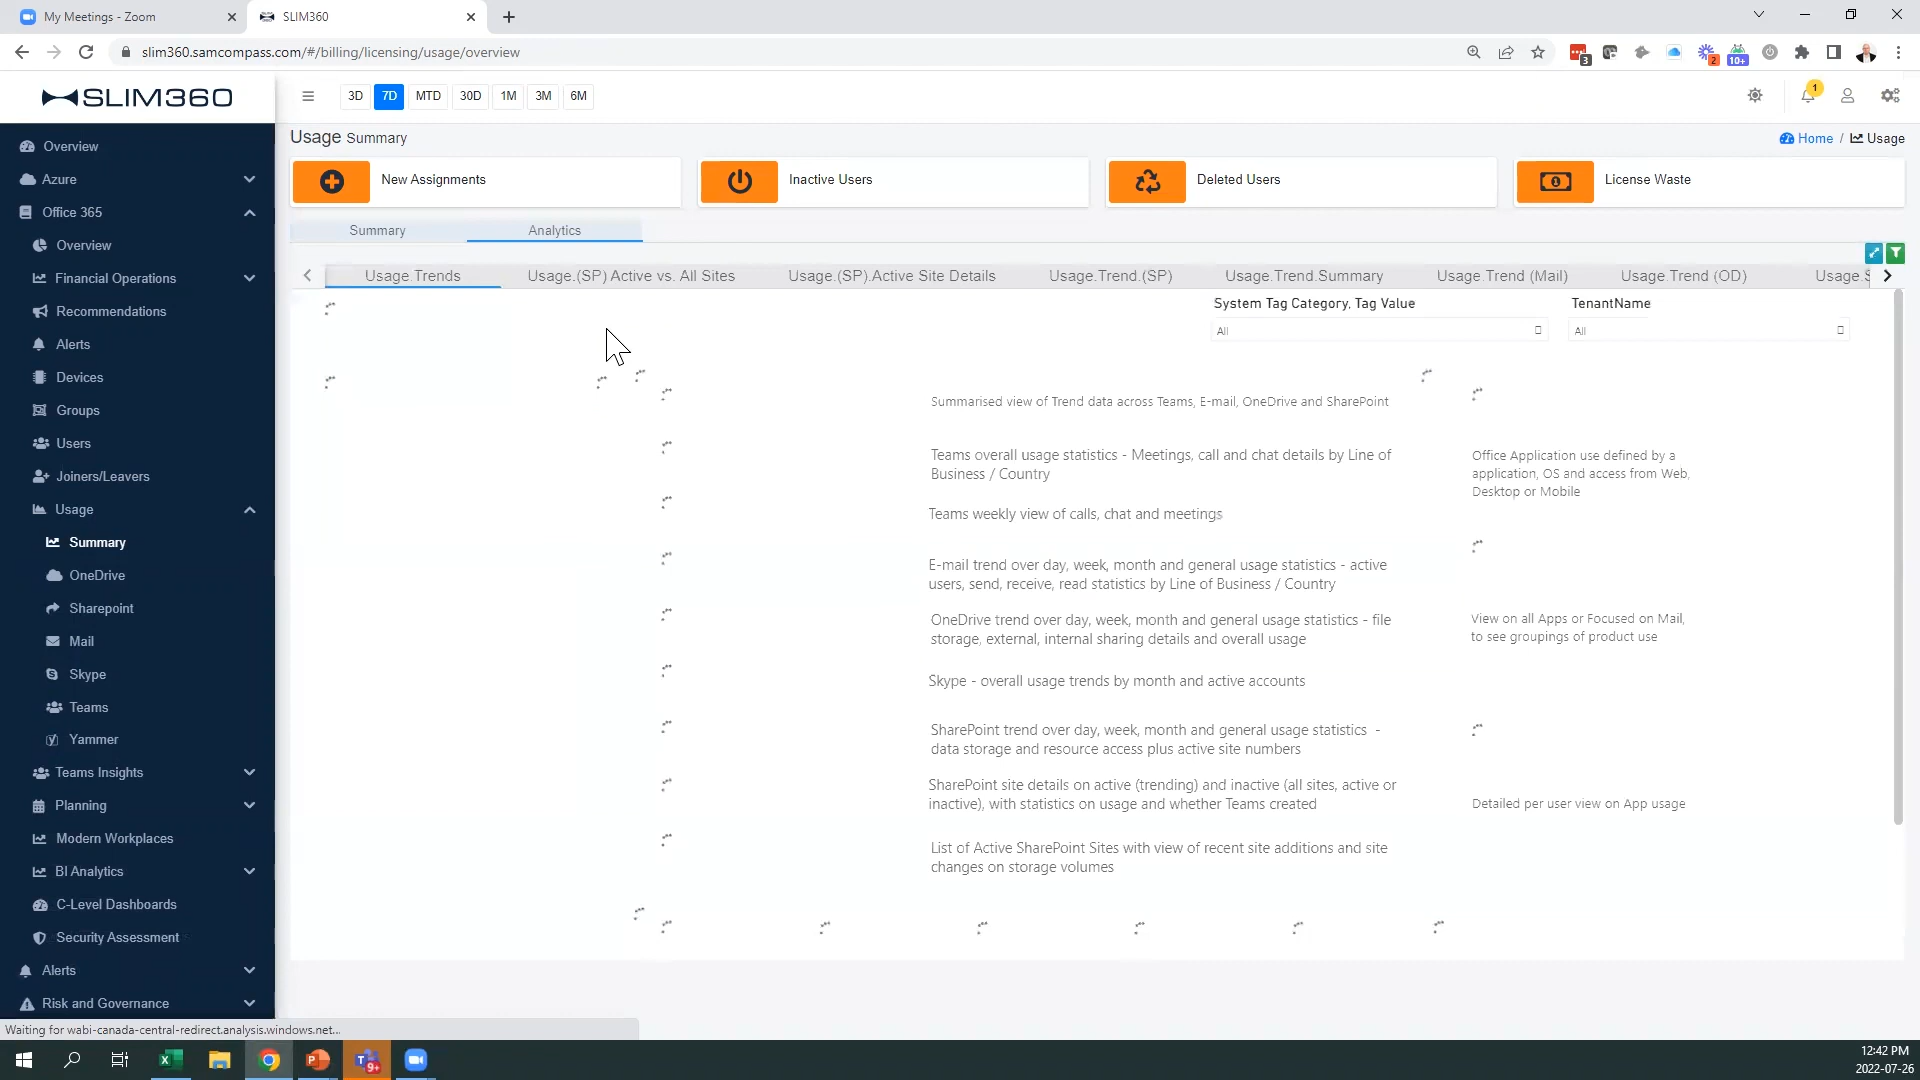 My Meetings - Zoom
SLIM360
slim360.samcompass.com/#/billing/licensing/usage/overview
3
2
10+
SLIM360
3D 7D MTD 30D 1M 3M 6M
1
Usage Summary
Home / Usage
New Assignments
Inactive Users
Deleted Users
License Waste
Summary
Analytics
Usage.Trends
Usage.(SP) Active vs. All Sites
Usage.(SP).Active Site Details
Usage.Trend.(SP)
Usage.Trend.Summary
Usage.Trend (Mail)
Usage.Trend (OD)
Usage.S
System Tag Category, Tag Value
All
TenantName
All
Summarised view of Trend data across Teams, E-mail, OneDrive and SharePoint
Teams overall usage statistics - Meetings, call and chat details by Line of
Business / Country
Teams weekly view of calls, chat and meetings
E-mail trend over day, week, month and general usage statistics - active
users, send, receive, read statistics by Line of Business / Country
OneDrive trend over day, week, month and general usage statistics - file
storage, external, internal sharing details and overall usage
Skype - overall usage trends by month and active accounts
SharePoint trend over day, week, month and general usage statistics -
data storage and resource access plus active site numbers
SharePoint site details on active (trending) and inactive (all sites, active or
inactive), with statistics on usage and whether Teams created
List of Active SharePoint Sites with view of recent site additions and site
changes on storage volumes
Office Application use defined by a
application, OS and access from Web,
Desktop or Mobile
View on all Apps or Focused on Mail,
to see groupings of product use
Detailed per user view on App usage
Overview
Azure
Office 365
Overview
Financial Operations
Recommendations
Alerts
Devices
Groups
Users
Joiners/Leavers
Usage
Summary
OneDrive
Sharepoint
Mail
Skype
Teams
Yammer
Teams Insights
Planning
Modern Workplaces
BI Analytics
C-Level Dashboards
Security Assessment
Alerts
Risk and Governance
Waiting for wabi-canada-central-redirect.analysis.windows.net...
9+
12:42 PM
2022-07-26